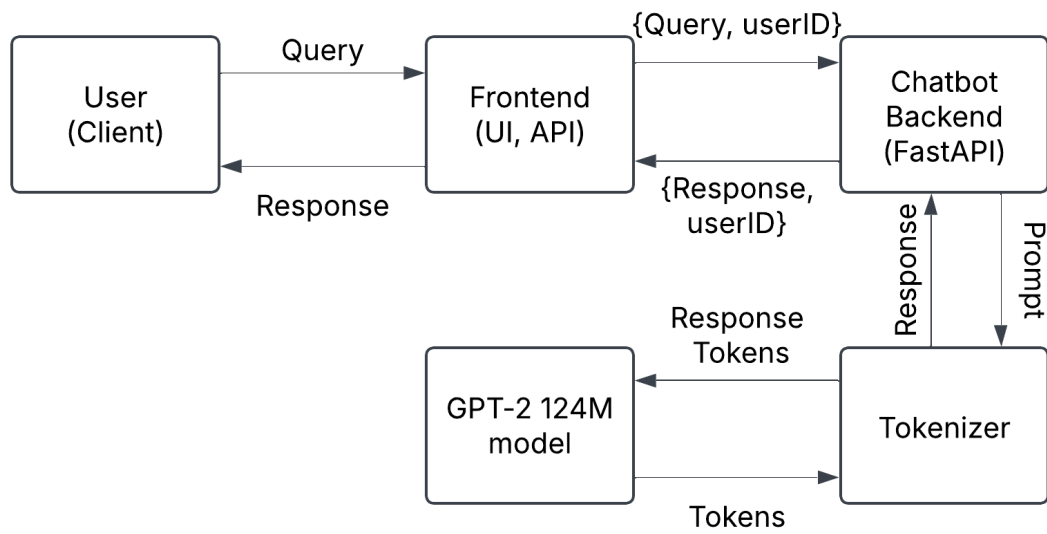 {Query, userID}
Query
User
(Client)
Frontend
(UI, API)
Chatbot
Backend
(FastAPI)
Response
{Response,
userID}
Response
Prompt
Response
Tokens
GPT-2 124M
model
Tokenizer
Tokens